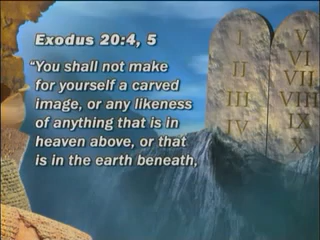 Exodus 20:4, 5
“You shall not make
for yourself a carved
image, or any likeness
of anything that is in
heaven above, or that
is in the earth beneath,
I
II
III
IV
V
VI
VII
VIII
IX
X